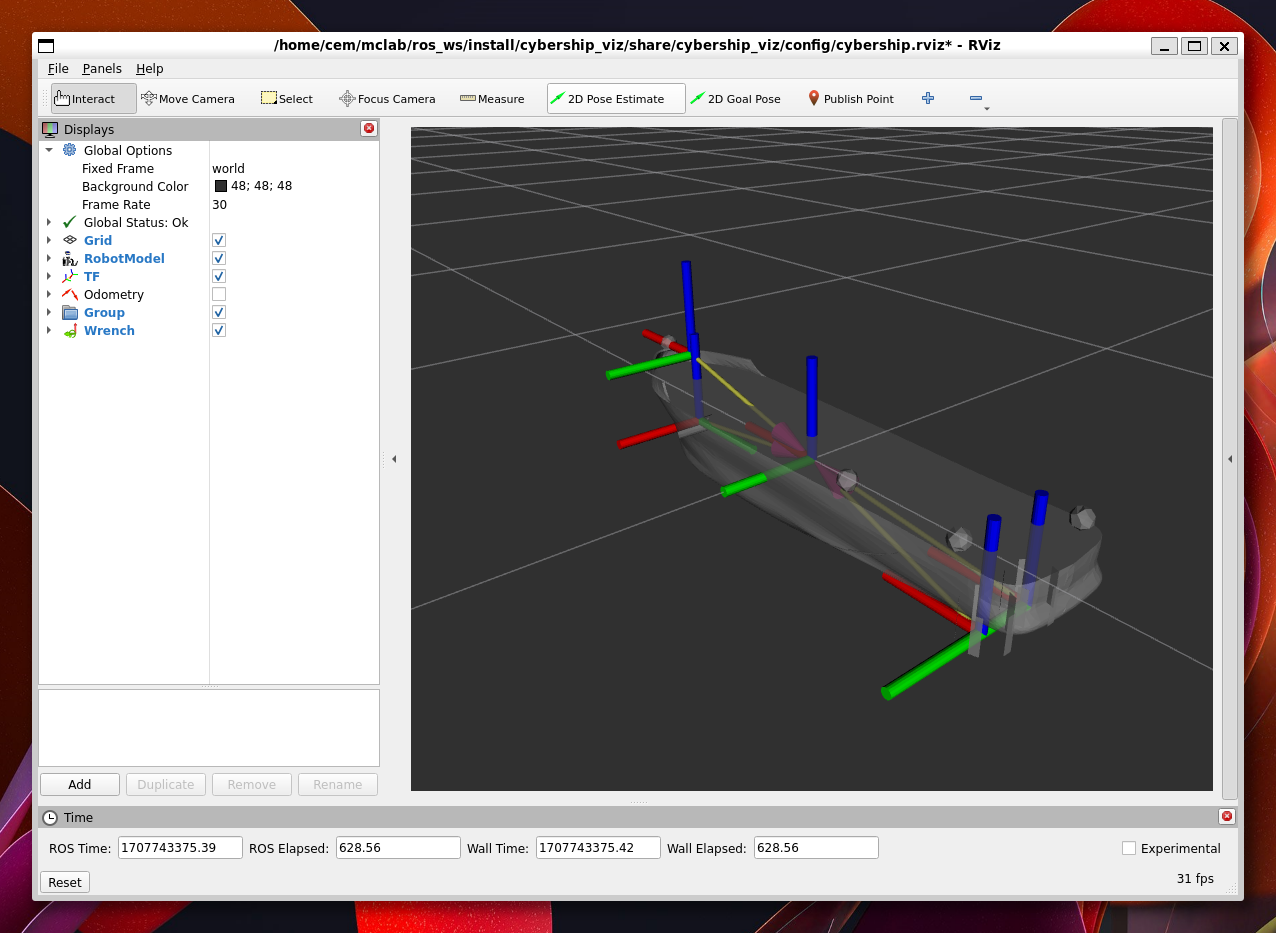 /home/cem/mclab/ros_ws/install/cybership_viz/share/cybership_viz/config/cybership.rviz* - RViz
File Panels Help
Interact Move Camera Select Focus Camera Measure 2D Pose Estimate 2D Goal Pose Publish Point
Displays
Global Options
Fixed Frame world
Background Color 48; 48; 48
Frame Rate 30
Global Status: Ok
Grid
RobotModel
TF
Odometry
Group
Wrench
Add Duplicate Remove Rename
Time
ROS Time: 1707743375.39 ROS Elapsed: 628.56 Wall Time: 1707743375.42 Wall Elapsed: 628.56 Experimental
Reset 31 fps